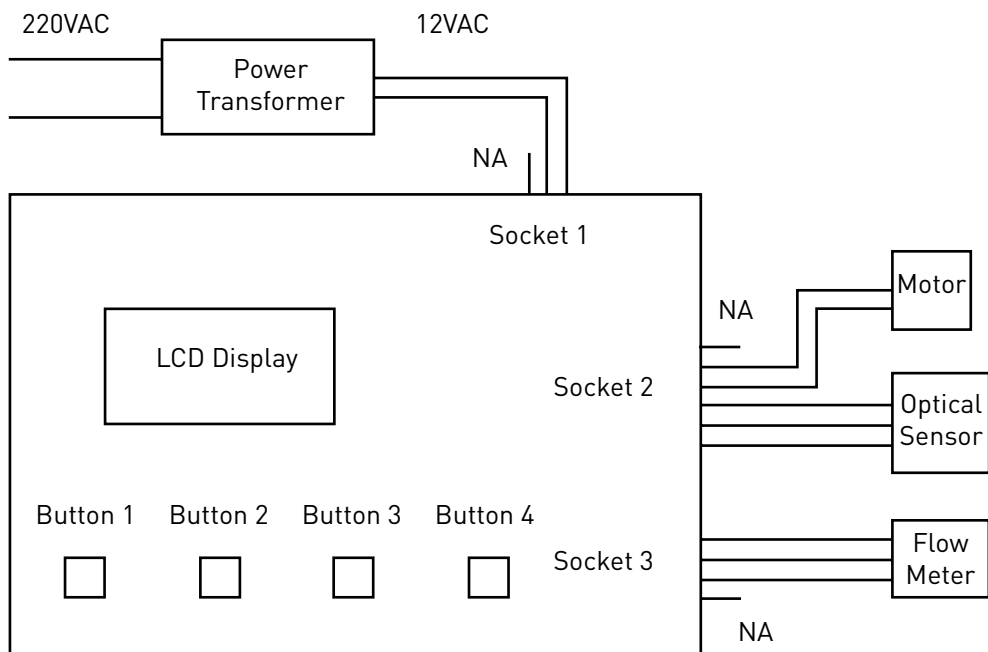 220VAC
12VAC
Power
Transformer
NA
Socket 1
Motor
NA
LCD Display
Socket 2
Optical
Sensor
Button 1
Button 2
Button 3
Button 4
Socket 3
Flow
Meter
NA